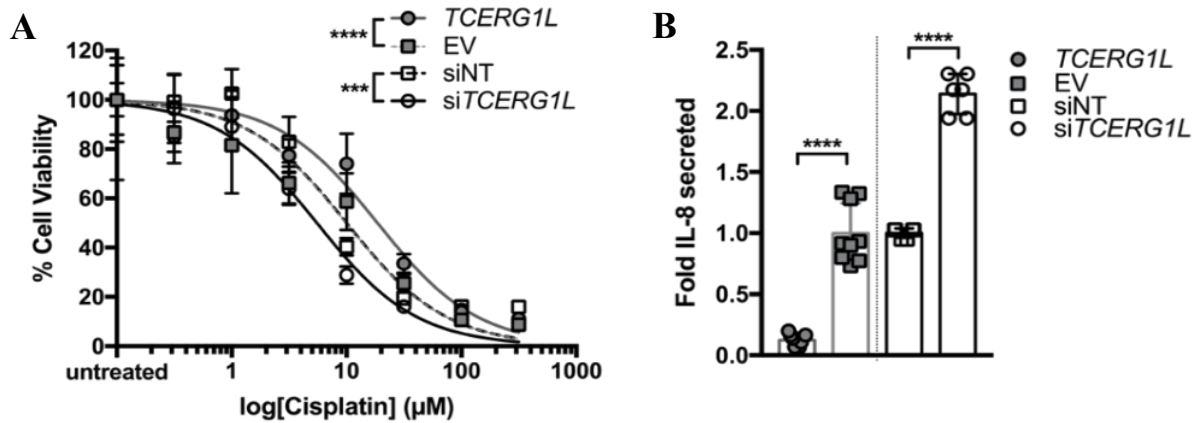 A
**** TCERG1L
EV
*** siNT
siTCERG1L
% Cell Viability
120
100
80
60
40
20
0
untreated 1 10 100 1000
log[Cisplatin] (μM)
B
Fold IL-8 secreted
2.5
2.0
1.5
1.0
0.5
0.0
****
****
TCERG1L
EV
siNT
siTCERG1L